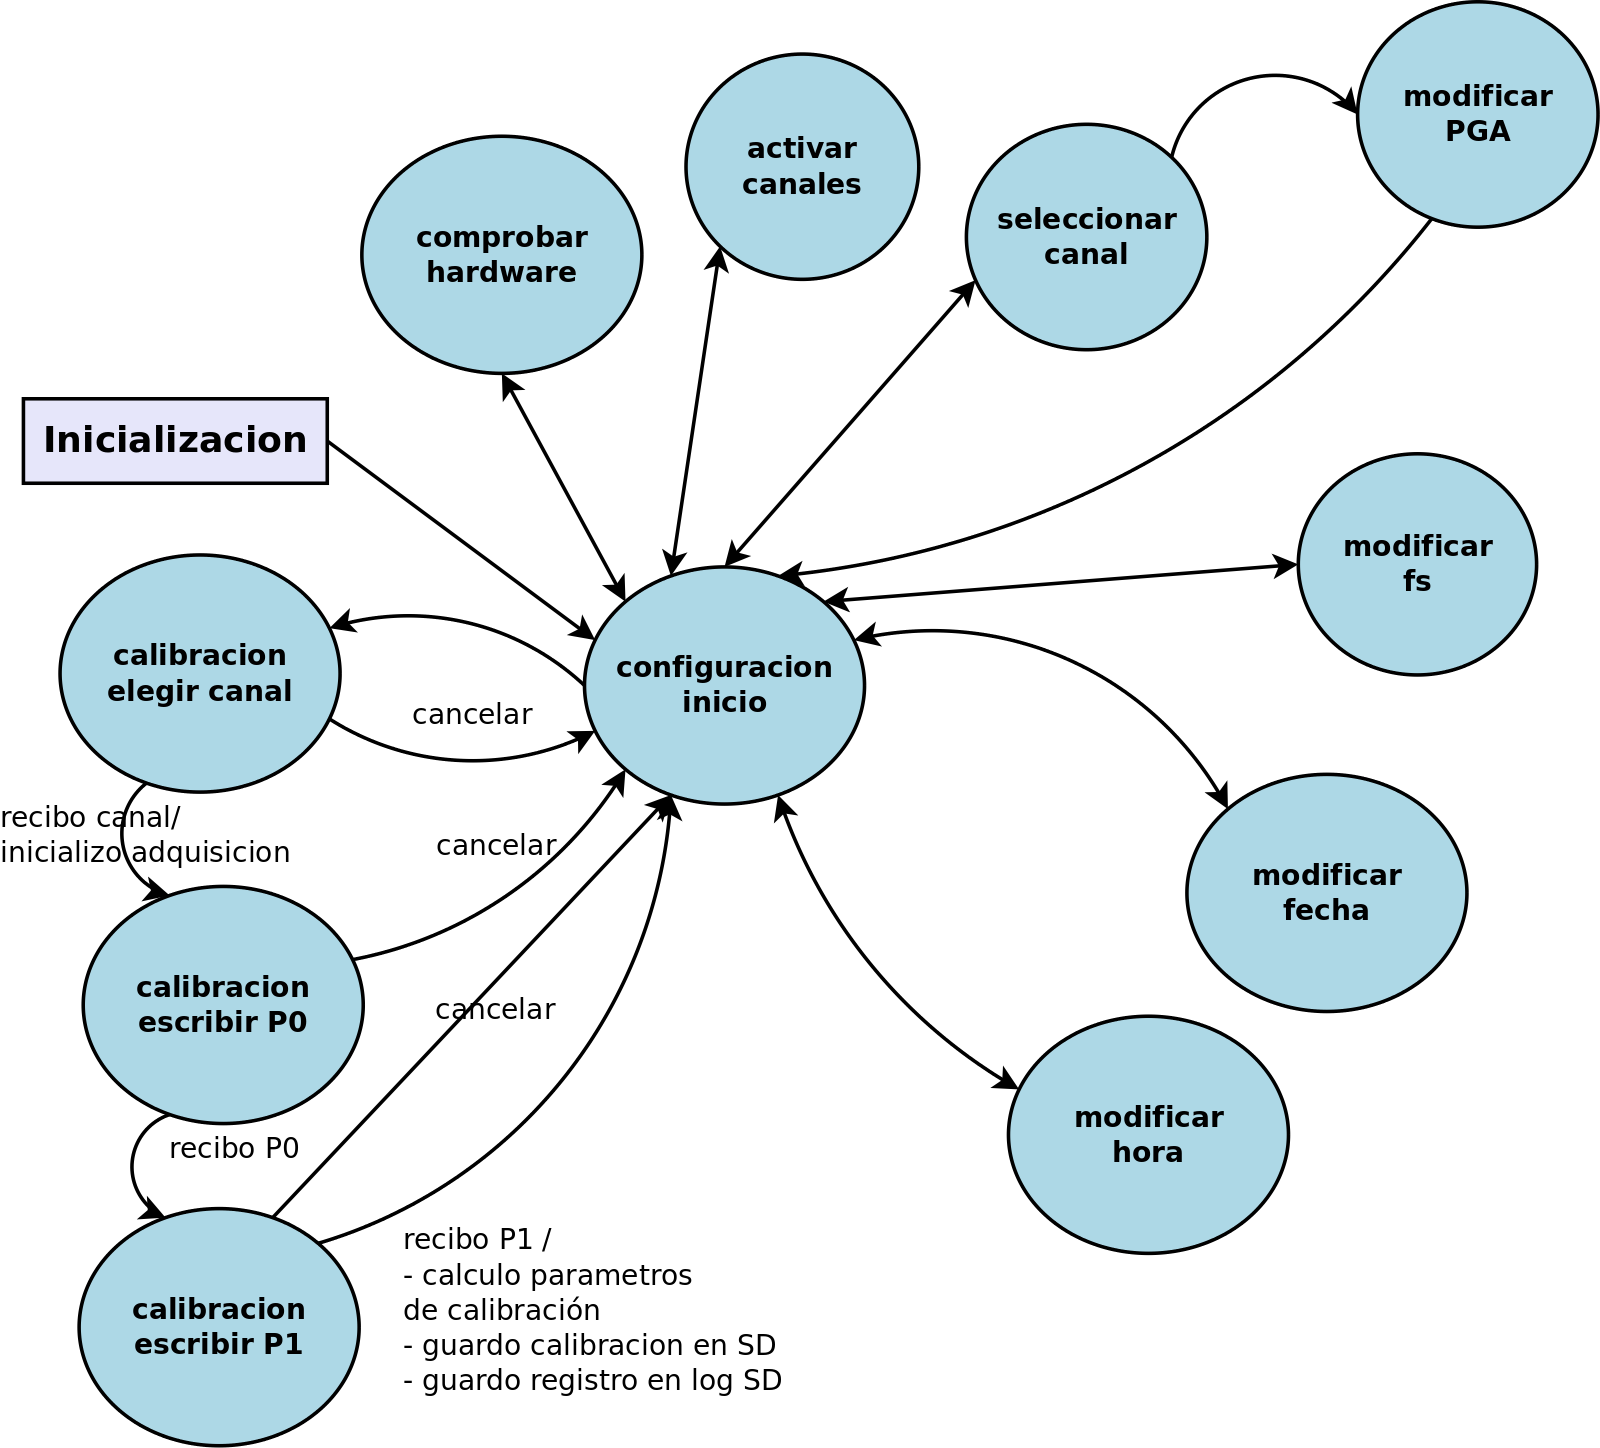 modificar
PGA
activar
canales
seleccionar
canal
comprobar
hardware
Inicializacion
modificar
fs
calibracion
elegir canal
configuracion
inicio
cancelar
recibo canal/
inicializo adquisicion
cancelar
modificar
fecha
calibracion
escribir P0
cancelar
modificar
hora
recibo P0
recibo P1 /
- calculo parametros
de calibración
- guardo calibracion en SD
- guardo registro en log SD
calibracion
escribir P1